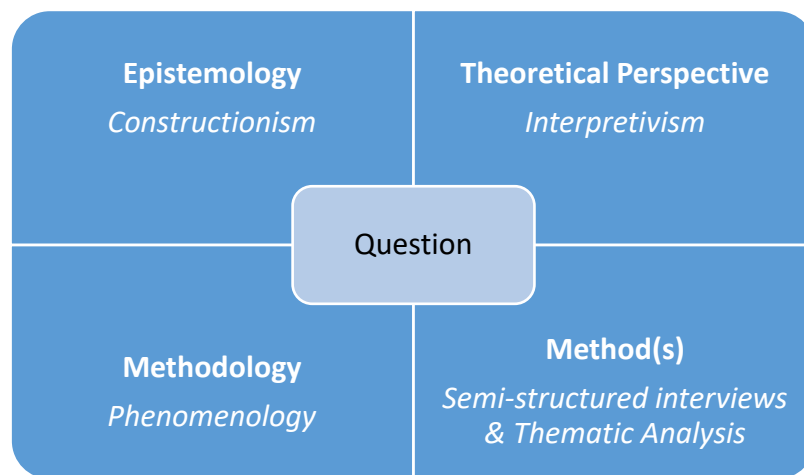 Epistemology
Constructionism
Theoretical Perspective
Interpretivism
Question
Methodology
Phenomenology
Method(s)
Semi-structured interviews
& Thematic Analysis